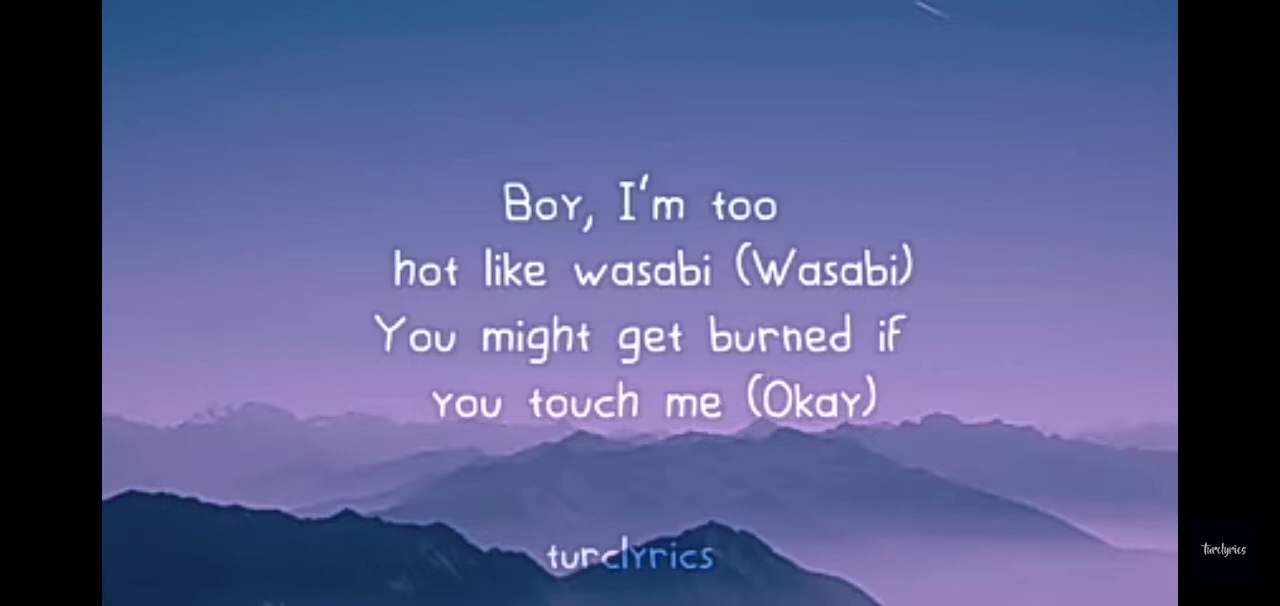 Boy, I'm too
hot like wasabi (Wasabi)
You might get burned if
you touch me (Okay)
turclyrics
turclyrics